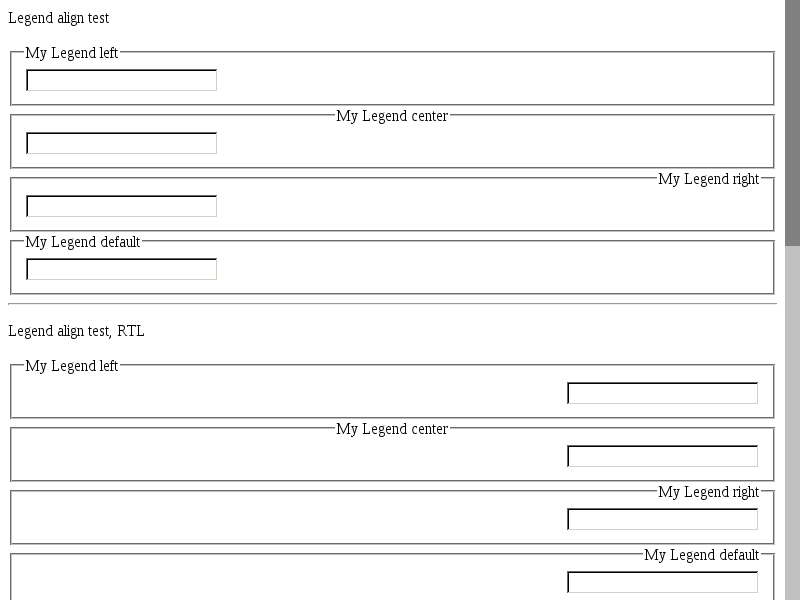 Legend align test
My Legend left
My Legend center
My Legend right
My Legend default
Legend align test, RTL
My Legend left
My Legend center
My Legend right
My Legend default